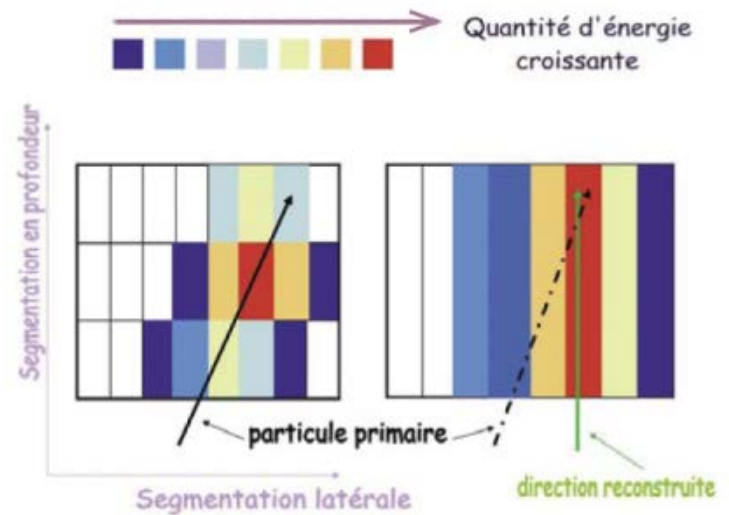 Quantité d'énergie
croissante
Segmentation en profondeur
particule primaire
direction reconstruite
Segmentation latérale